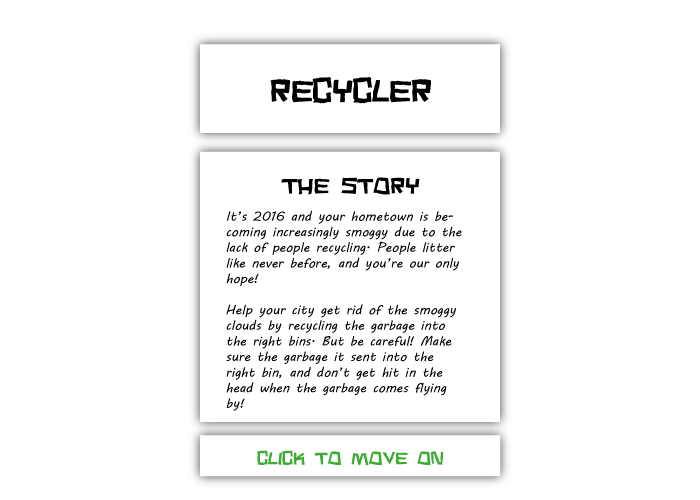 RECYCLER
THE STORY
It's 2016 and your hometown is be-
coming increasingly smoggy due to the
lack of people recycling. People litter
like never before, and you're our only
hope!
Help your city get rid of the smoggy
clouds by recycling the garbage into
the right bins. But be careful! Make
sure the garbage it sent into the
right bin, and don't get hit in the
head when the garbage comes flying
by!
CLICK TO MOVE ON